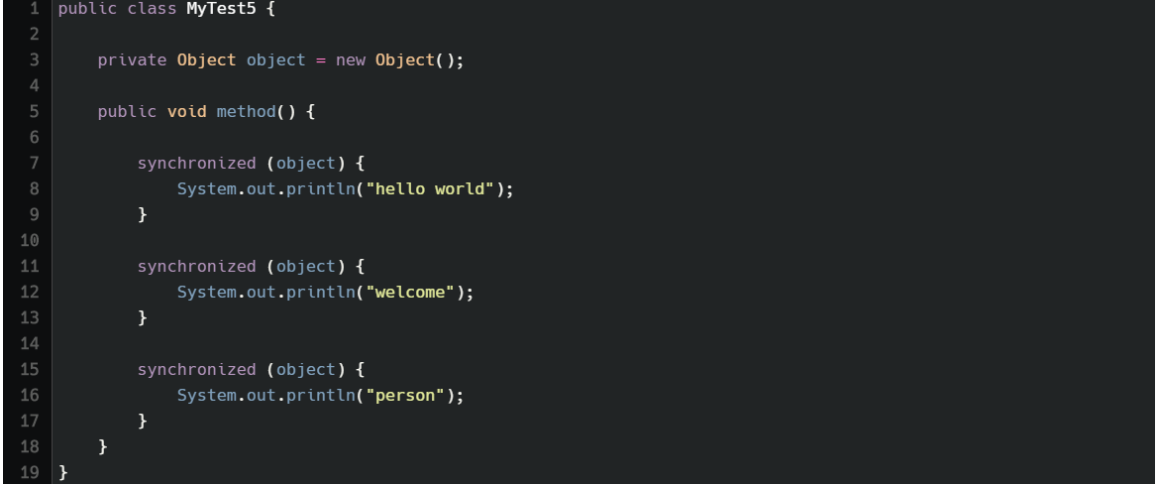 1 public class MyTest5 {
2
3     private Object object = new Object();
4
5     public void method() {
6
7         synchronized (object) {
8             System.out.println("hello world");
9         }
10
11         synchronized (object) {
12             System.out.println("welcome");
13         }
14
15         synchronized (object) {
16             System.out.println("person");
17         }
18     }
19 }